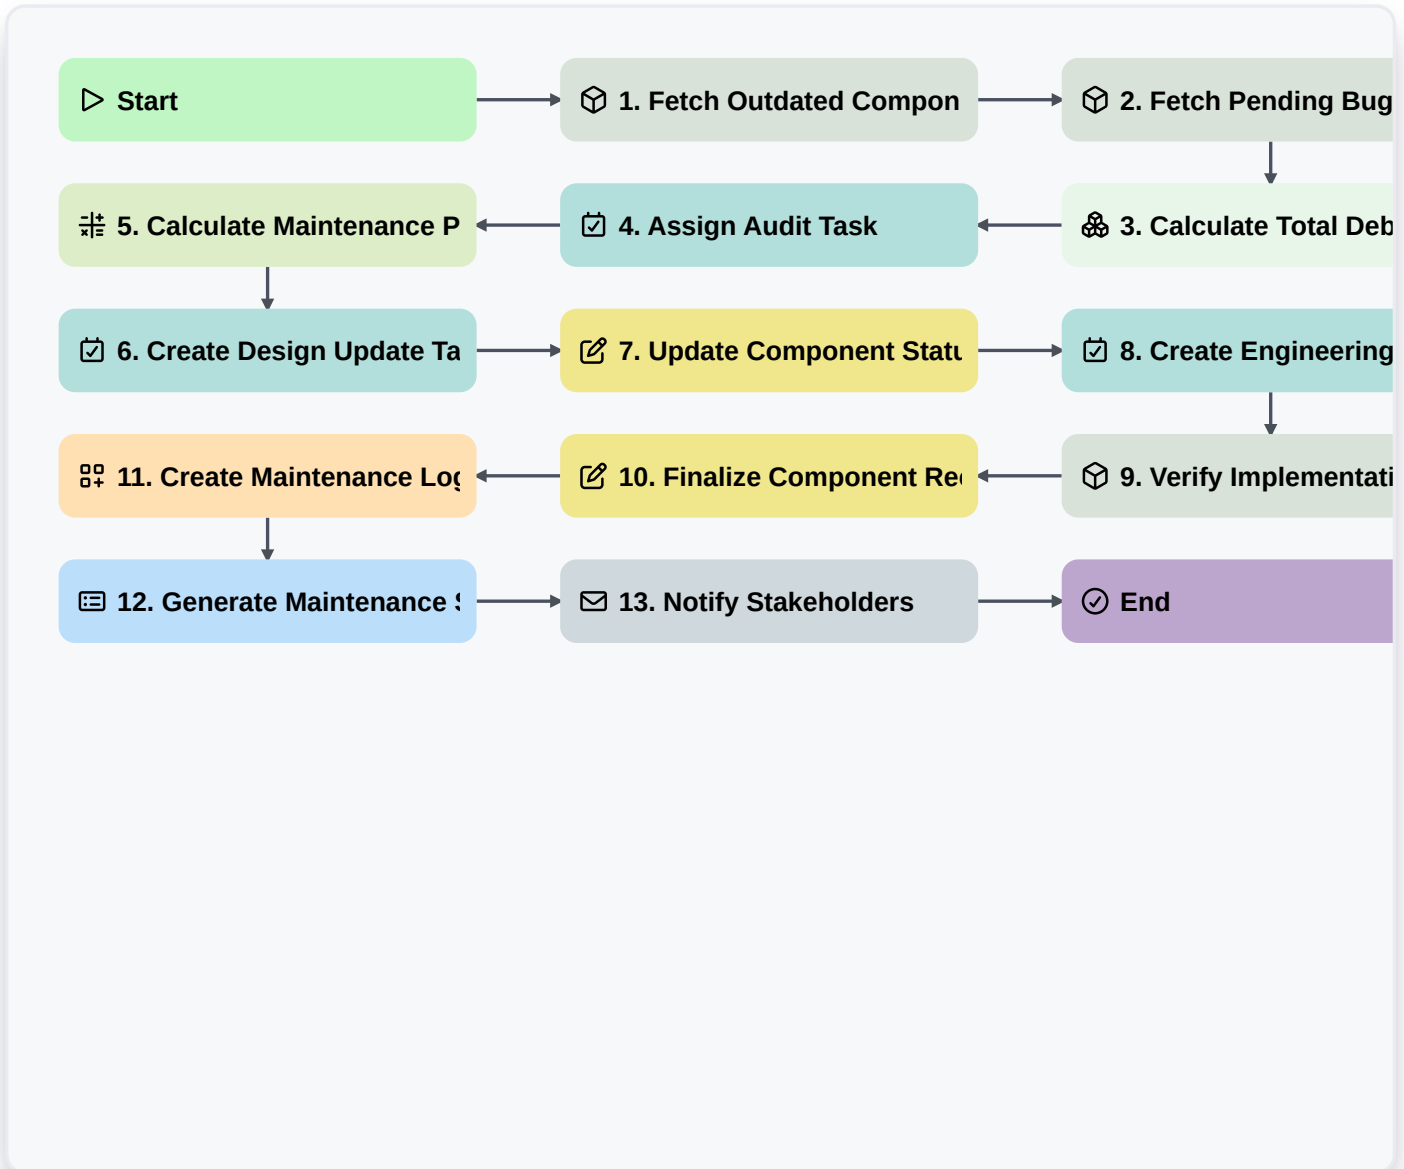 Start
1. Fetch Outdated Compon
2. Fetch Pending Bug
5. Calculate Maintenance P
4. Assign Audit Task
3. Calculate Total Deb
6. Create Design Update Ta
7. Update Component Statu
8. Create Engineering
11. Create Maintenance Log
10. Finalize Component Rec
9. Verify Implementati
12. Generate Maintenance S
13. Notify Stakeholders
End